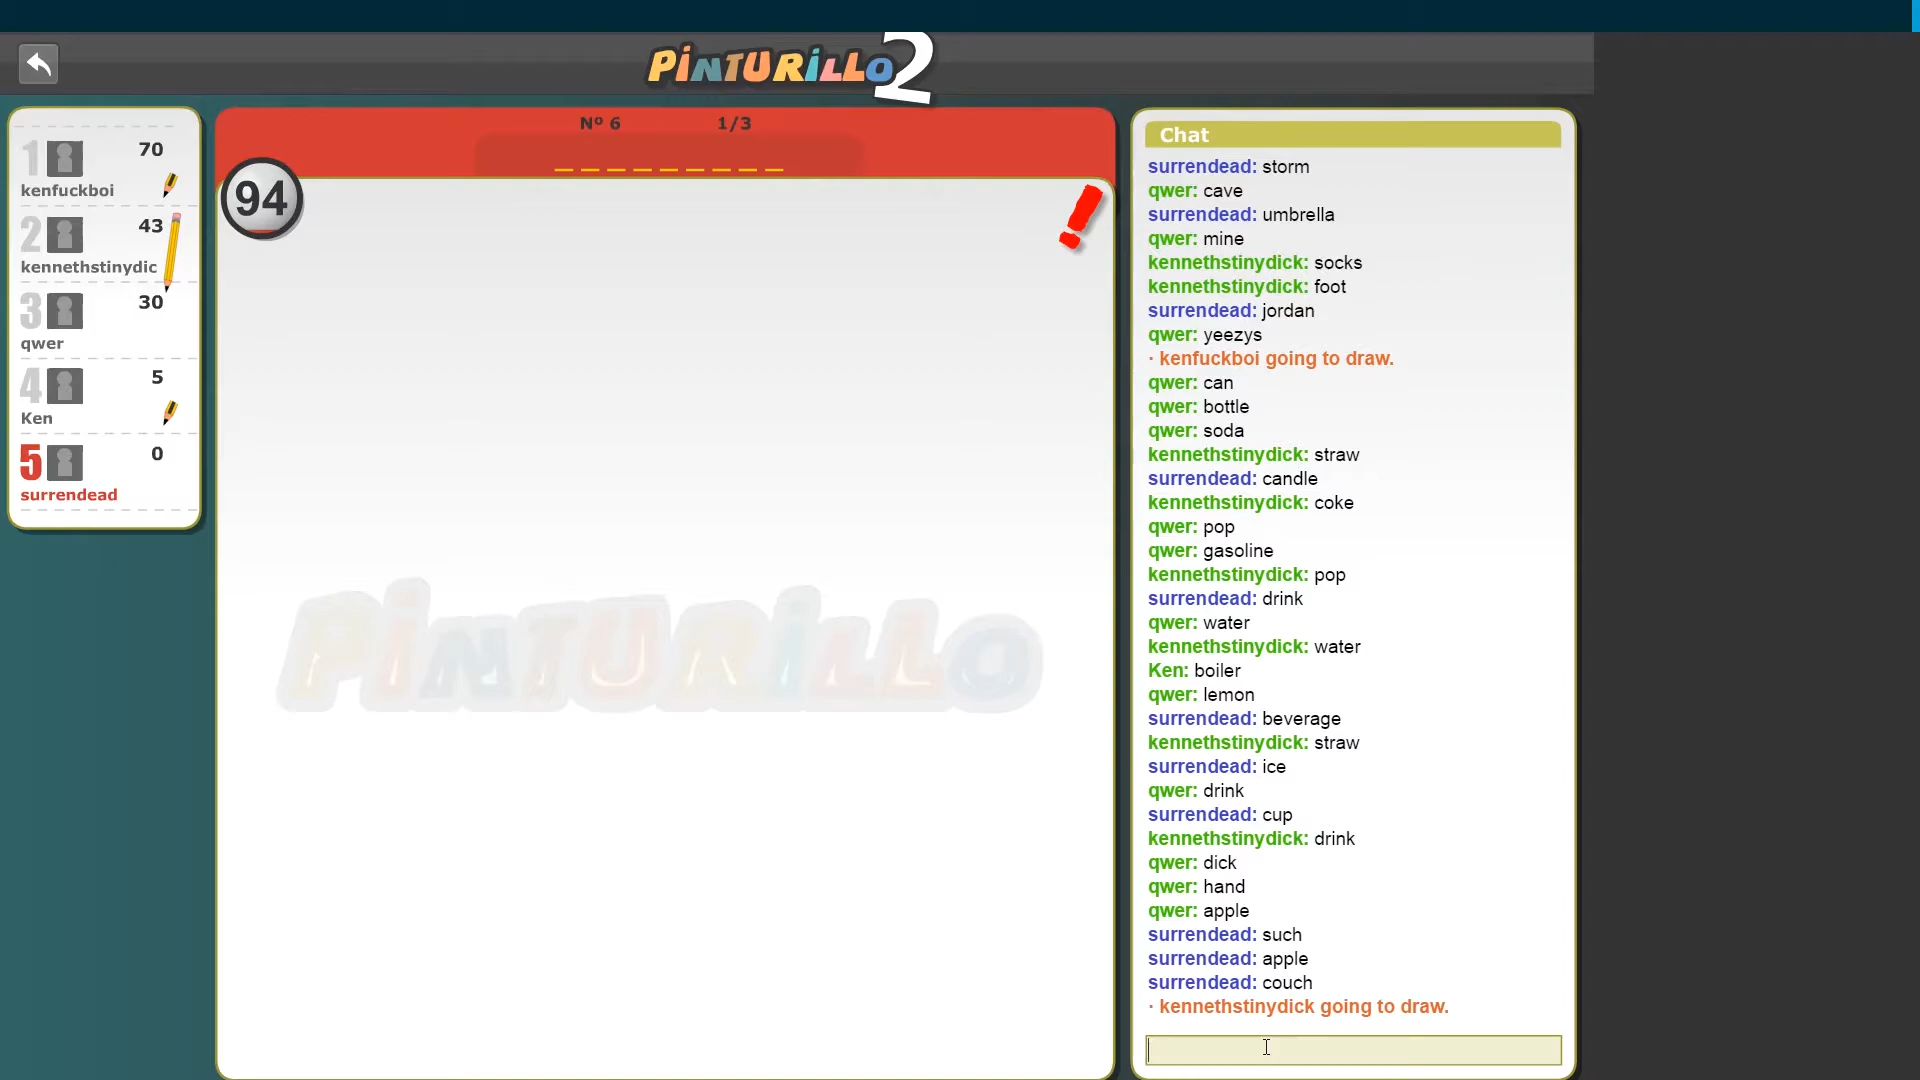 PINTURILLO 2
Nº 6 1/3
94
1 70
kenfuckboi
2 43
kennethstinydic
3 30
qwer
4 5
Ken
5 0
surrendead
PINTURILLO
Chat
surrendead: storm
qwer: cave
surrendead: umbrella
qwer: mine
kennethstinydick: socks
kennethstinydick: foot
surrendead: jordan
qwer: yeezys
· kenfuckboi going to draw.
qwer: can
qwer: bottle
qwer: soda
kennethstinydick: straw
surrendead: candle
kennethstinydick: coke
qwer: pop
qwer: gasoline
kennethstinydick: pop
surrendead: drink
qwer: water
kennethstinydick: water
Ken: boiler
qwer: lemon
surrendead: beverage
kennethstinydick: straw
surrendead: ice
qwer: drink
surrendead: cup
kennethstinydick: drink
qwer: dick
qwer: hand
qwer: apple
surrendead: such
surrendead: apple
surrendead: couch
· kennethstinydick going to draw.